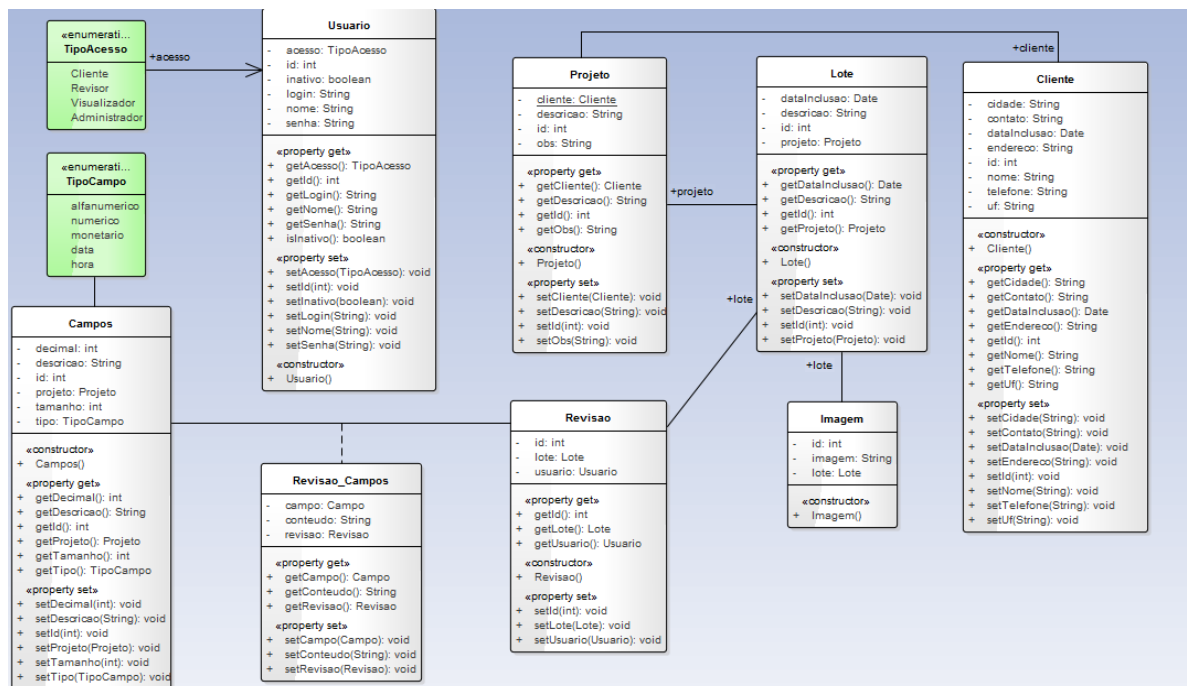 «enumerati...
TipoAcesso
Cliente
Revisor
Visualizador
Administrador
+acesso
«enumerati...
TipoCampo
alfanumerico
numerico
monetario
data
hora
Usuario
- acesso: TipoAcesso
- id: int
- inativo: boolean
- login: String
- nome: String
- senha: String
«property get»
+ getAcesso(): TipoAcesso
+ getId(): int
+ getLogin(): String
+ getNome(): String
+ getSenha(): String
+ isInativo(): boolean
«property set»
+ setAcesso(TipoAcesso): void
+ setId(int): void
+ setInativo(boolean): void
+ setLogin(String): void
+ setNome(String): void
+ setSenha(String): void
«constructor»
+ Usuario()
Projeto
- cliente: Cliente
- descricao: String
- id: int
- obs: String
«property get»
+ getCliente(): Cliente
+ getDescricao(): String
+ getId(): int
+ getObs(): String
«constructor»
+ Projeto()
«property set»
+ setCliente(Cliente): void
+ setDescricao(String): void
+ setId(int): void
+ setObs(String): void
+projeto
Lote
- dataInclusao: Date
- descricao: String
- id: int
- projeto: Projeto
«property get»
+ getDataInclusao(): Date
+ getDescricao(): String
+ getId(): int
+ getProjeto(): Projeto
«constructor»
+ Lote()
«property set»
+ setDataInclusao(Date): void
+ setDescricao(String): void
+ setId(int): void
+ setProjeto(Projeto): void
+cliente
Cliente
- cidade: String
- contato: String
- dataInclusao: Date
- endereco: String
- id: int
- nome: String
- telefone: String
- uf: String
«constructor»
+ Cliente()
«property get»
+ getCidade(): String
+ getContato(): String
+ getDataInclusao(): Date
+ getEndereco(): String
+ getId(): int
+ getNome(): String
+ getTelefone(): String
+ getUf(): String
«property set»
+ setCidade(String): void
+ setContato(String): void
+ setDataInclusao(Date): void
+ setEndereco(String): void
+ setId(int): void
+ setNome(String): void
+ setTelefone(String): void
+ setUf(String): void
+lote
+lote
Campos
- decimal: int
- descricao: String
- id: int
- projeto: Projeto
- tamanho: int
- tipo: TipoCampo
«constructor»
+ Campos()
«property get»
+ getDecimal(): int
+ getDescricao(): String
+ getId(): int
+ getProjeto(): Projeto
+ getTamanho(): int
+ getTipo(): TipoCampo
«property set»
+ setDecimal(int): void
+ setDescricao(String): void
+ setId(int): void
+ setProjeto(Projeto): void
+ setTamanho(int): void
+ setTipo(TipoCampo): void
Revisao_Campos
- campo: Campo
- conteudo: String
- revisao: Revisao
«property get»
+ getCampo(): Campo
+ getConteudo(): String
+ getRevisao(): Revisao
«property set»
+ setCampo(Campo): void
+ setConteudo(String): void
+ setRevisao(Revisao): void
Revisao
- id: int
- lote: Lote
- usuario: Usuario
«property get»
+ getId(): int
+ getLote(): Lote
+ getUsuario(): Usuario
«constructor»
+ Revisao()
«property set»
+ setId(int): void
+ setLote(Lote): void
+ setUsuario(Usuario): void
Imagem
- id: int
- imagem: String
- lote: Lote
«constructor»
+ Imagem()